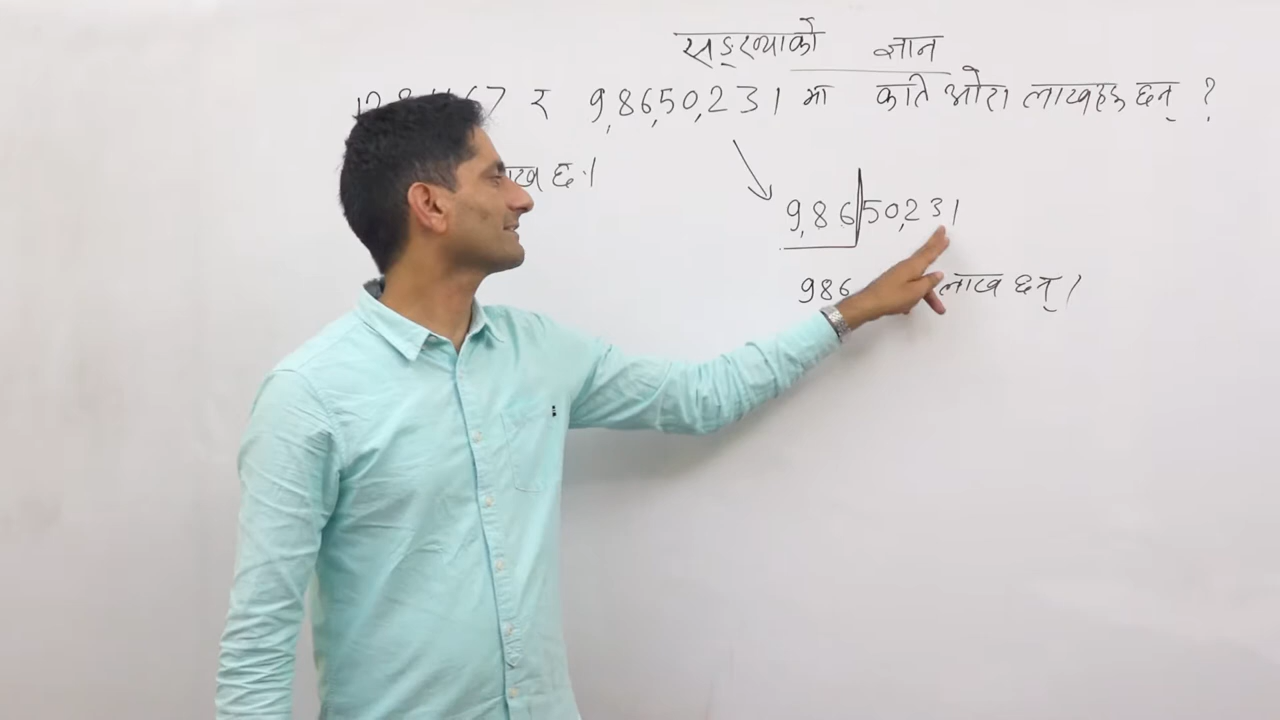 सङ्ख्याको ज्ञान
र 9,86,50,231 मा कति ओटा लाखहरू छन् ?
छ ।
9,86|50,231
986 लाख छन् ।